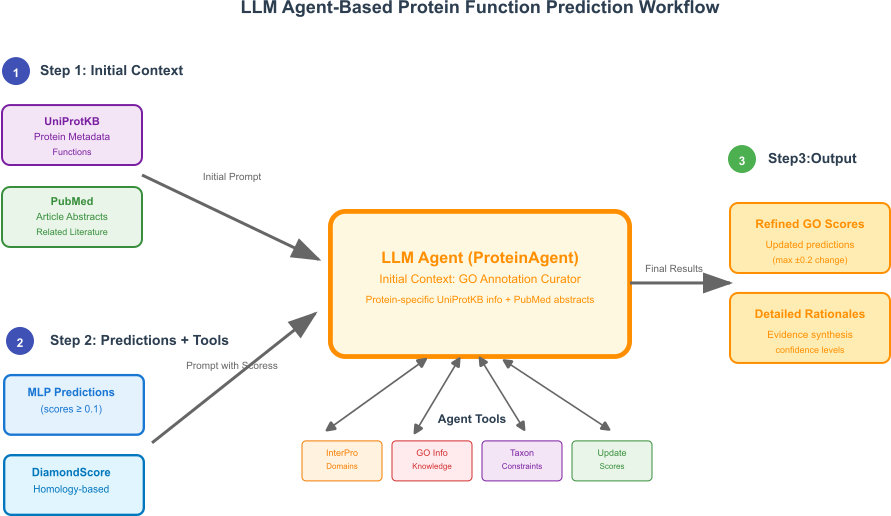 LLM Agent-Based Protein Function Prediction Workflow
1
Step 1: Initial Context
UniProtKB
Protein Metadata
Functions
PubMed
Article Abstracts
Related Literature
Initial Prompt
2
Step 2: Predictions + Tools
Prompt with Scoress
MLP Predictions
(scores ≥ 0.1)
DiamondScore
Homology-based
LLM Agent (ProteinAgent)
Initial Context: GO Annotation Curator
Protein-specific UniProtKB info + PubMed abstracts
Agent Tools
InterPro
Domains
GO Info
Knowledge
Taxon
Constraints
Update
Scores
Final Results
3
Step3:Output
Refined GO Scores
Updated predictions
(max ±0.2 change)
Detailed Rationales
Evidence synthesis
confidence levels